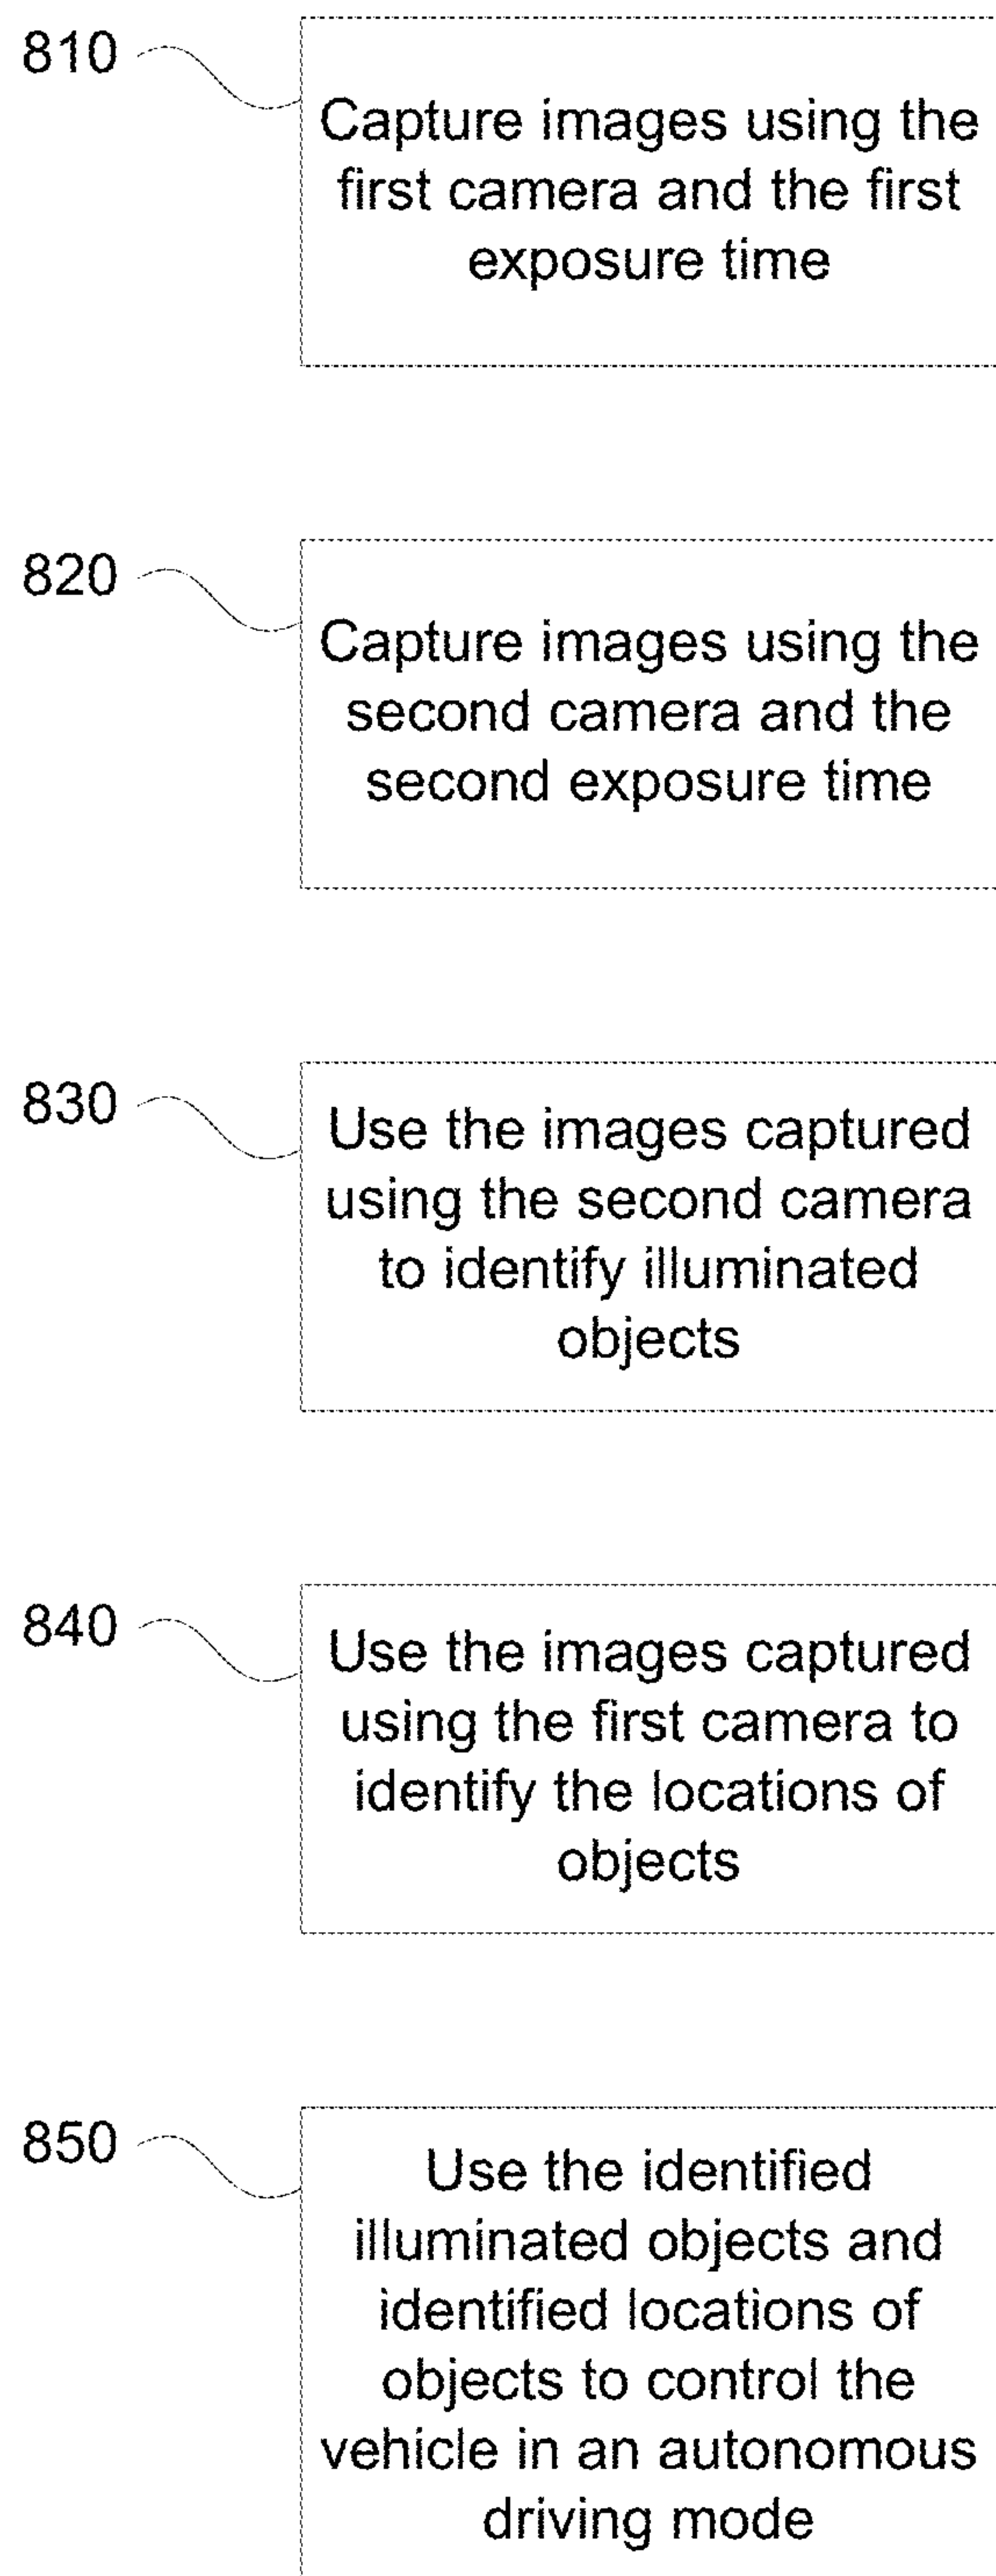 810
Capture images using the
first camera and the first
exposure time
820
Capture images using the
second camera and the
second exposure time
830
Use the images captured
using the second camera
to identify illuminated
objects
840
Use the images captured
using the first camera to
identify the locations of
objects
850
Use the identified
illuminated objects and
identified locations of
objects to control the
vehicle in an autonomous
driving mode